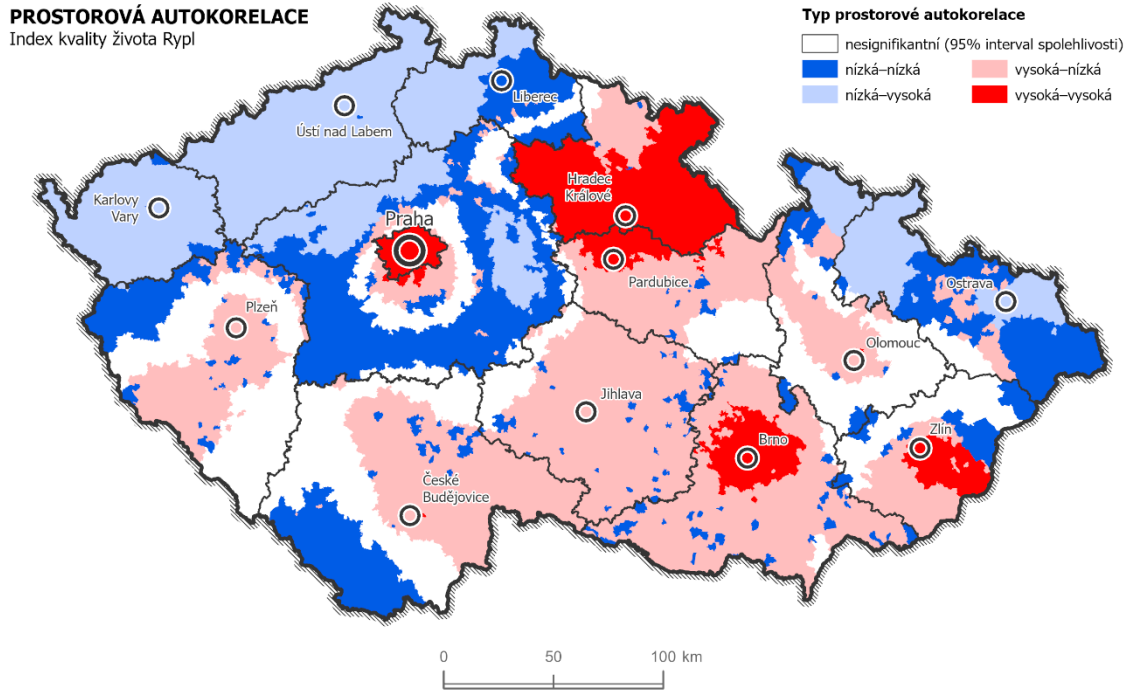 PROSTOROVÁ AUTOKORELACE
Index kvality života Rypl
Typ prostorové autokorelace
nesignifikantní (95% interval spolehlivosti)
nízká–nízká
vysoká–nízká
nízká–vysoká
vysoká–vysoká
Liberec
Ústí nad Labem
Karlovy
Vary
Hradec
Králové
Praha
Pardubice
Ostrava
Plzeň
Olomouc
Jihlava
Brno
Zlín
České
Budějovice
0
50
100 km